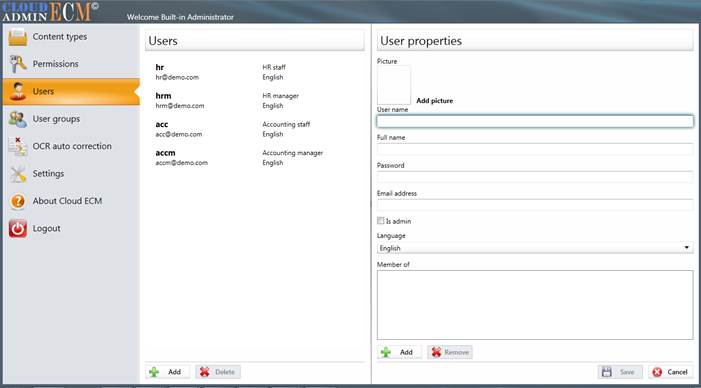 CLOUD
ADMIN ECM©
Welcome Built-in Administrator
Content types
Permissions
Users
User groups
OCR auto correction
Settings
About Cloud ECM
Logout
Users
hr HR staff
hr@demo.com English
hrm HR manager
hrm@demo.com English
acc Accounting staff
acc@demo.com English
accm Accounting manager
accm@demo.com English
Add Delete
User properties
Picture
Add picture
User name
Full name
Password
Email address
Is admin
Language
English
Member of
Add Remove
Save Cancel